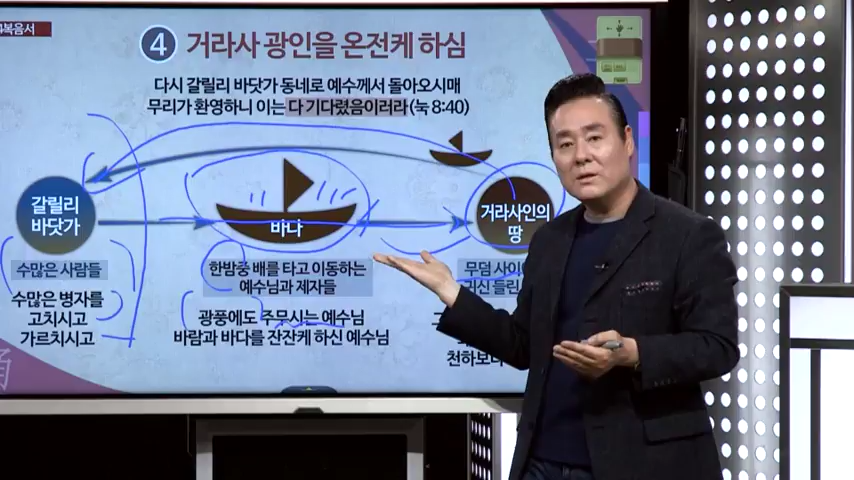 복음서
4 거라사 광인을 온전케 하심
다시 갈릴리 바닷가 동네로 예수께서 돌아오시매
무리가 환영하니 이는 다 기다렸음이러라 (눅 8:40)
갈릴리
바닷가
바다
거라사인의
땅
수많은 사람들
수많은 병자를
고치시고
가르치시고
한밤중 배를 타고 이동하는
예수님과 제자들
광풍에도 주무시는 예수님
바람과 바다를 잔잔케 하신 예수님
무덤
귀신 들린
천하보다